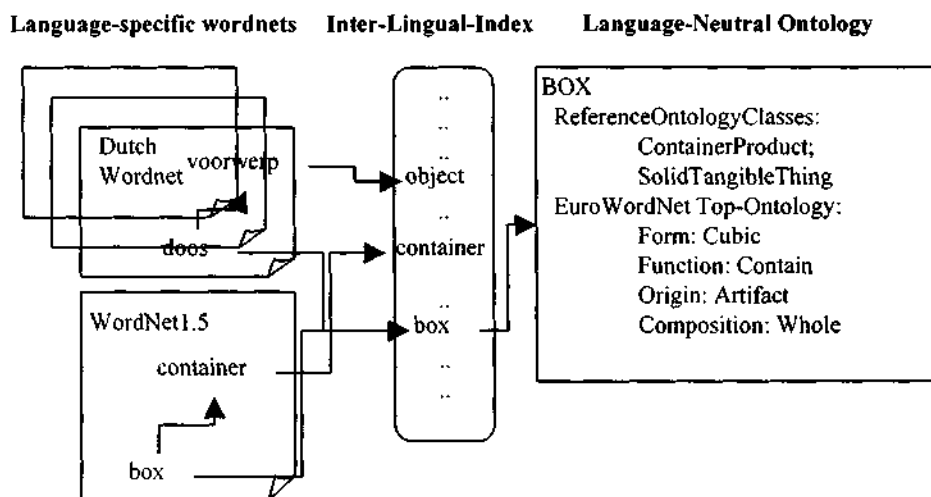 Language-specific wordnets
Inter-Lingual-Index
Language-Neutral Ontology
Dutch
Wordnet
voorwerp
doos
WordNet1.5
container
box
..
..
..
..
object
..
container
..
box
..
..
BOX
ReferenceOntologyClasses:
ContainerProduct;
SolidTangibleThing
EuroWordNet Top-Ontology:
Form: Cubic
Function: Contain
Origin: Artifact
Composition: Whole